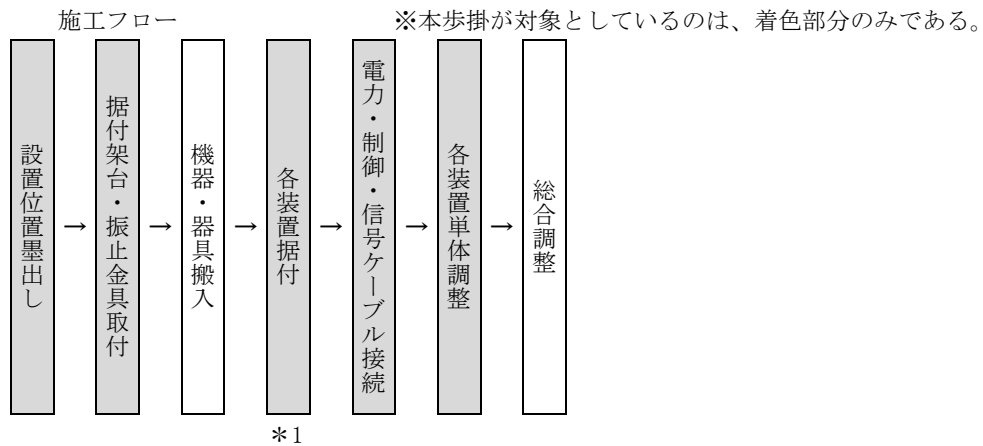 施工フロー
※本歩掛が対象としているのは、着色部分のみである。
設置位置墨出し
→
据付架台・振止金具取付
→
機器・器具搬入
→
各装置据付
→
電力・制御・信号ケーブル接続
→
各装置単体調整
→
総合調整
＊1